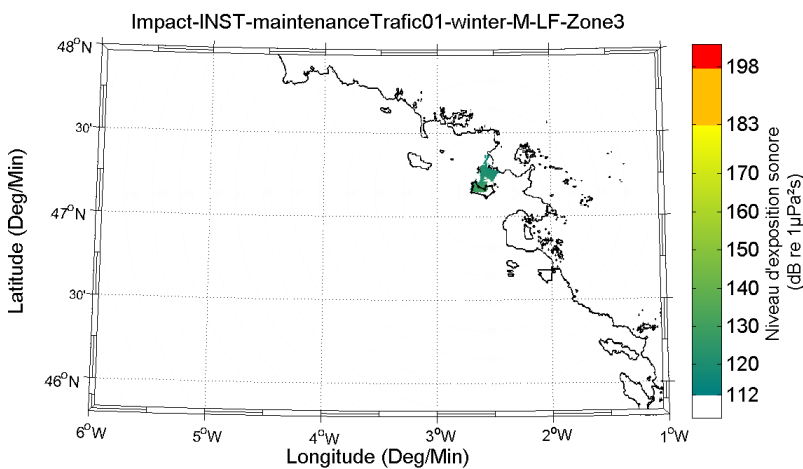 Impact-INST-maintenanceTrafic01-winter-M-LF-Zone3
48°N
30'
47°N
30'
46°N
6°W
5°W
4°W
3°W
2°W
1°W
Latitude (Deg/Min)
Longitude (Deg/Min)
198
183
170
160
150
140
130
120
112
Niveau d'exposition sonore
(dB re 1µPa²s)